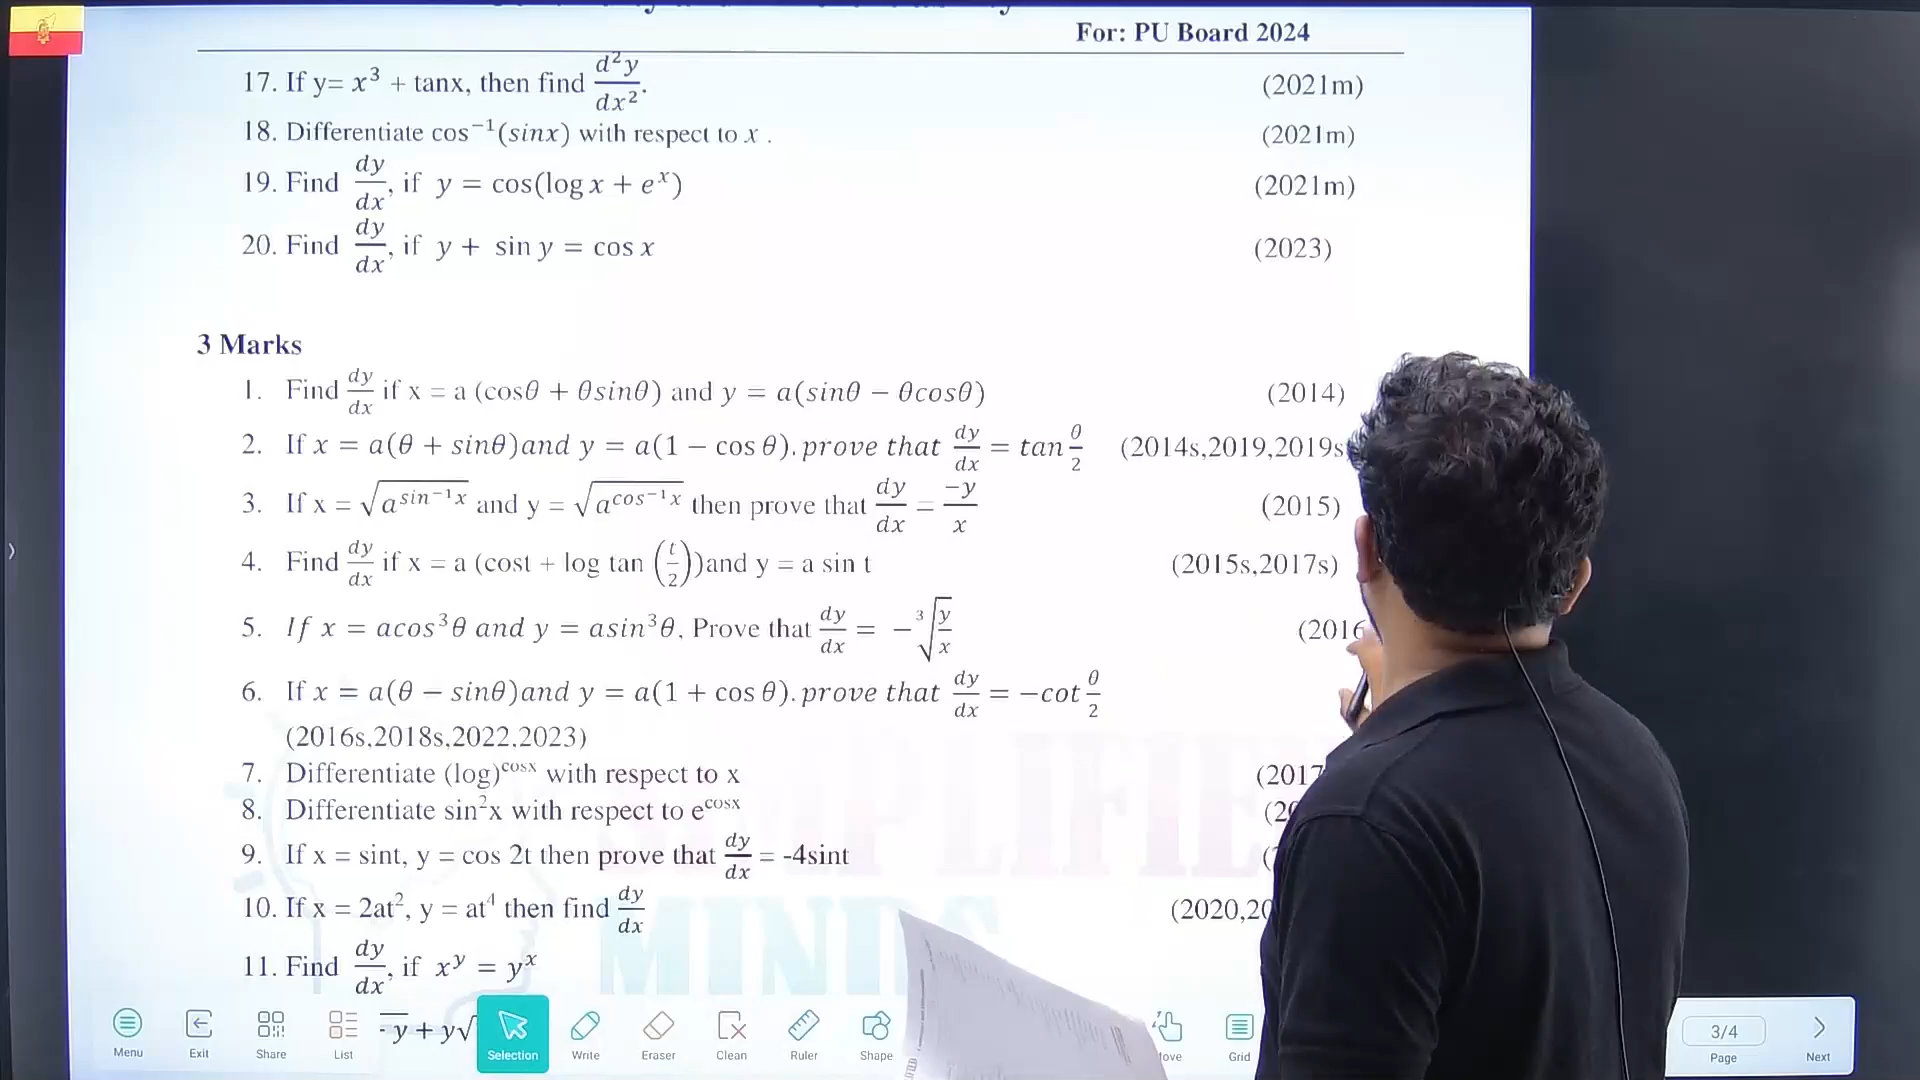 For: PU Board 2024
17. If y= x³ + tanx, then find d²y/dx². (2021m)
18. Differentiate cos⁻¹(sinx) with respect to x . (2021m)
19. Find dy/dx, if y = cos(log x + eˣ) (2021m)
20. Find dy/dx, if y + sin y = cos x (2023)
3 Marks
1. Find dy/dx if x = a (cosθ + θsinθ) and y = a(sinθ − θcosθ) (2014)
2. If x = a(θ + sinθ)and y = a(1 − cos θ). prove that dy/dx = tan θ/2 (2014s,2019,2019s
3. If x = √(a^(sin⁻¹x)) and y = √(a^(cos⁻¹x)) then prove that dy/dx = −y/x (2015)
4. Find dy/dx if x = a (cost + log tan (t/2))and y = a sin t (2015s,2017s)
5. If x = acos³θ and y = asin³θ. Prove that dy/dx = − ³√(y/x) (2016
6. If x = a(θ − sinθ)and y = a(1 + cos θ). prove that dy/dx = −cot θ/2
(2016s,2018s,2022.2023)
7. Differentiate (log)^cosx with respect to x (2017
8. Differentiate sin²x with respect to e^cosx (20
9. If x = sint, y = cos 2t then prove that dy/dx = -4sint (
10. If x = 2at², y = at⁴ then find dy/dx (2020,20
11. Find dy/dx, if x^y = y^x
SIMPLIFIED
MINDS
y + y√
Menu Exit Share List Selection Write Eraser Clean Ruler Shape ove Grid
3/4
Page Next